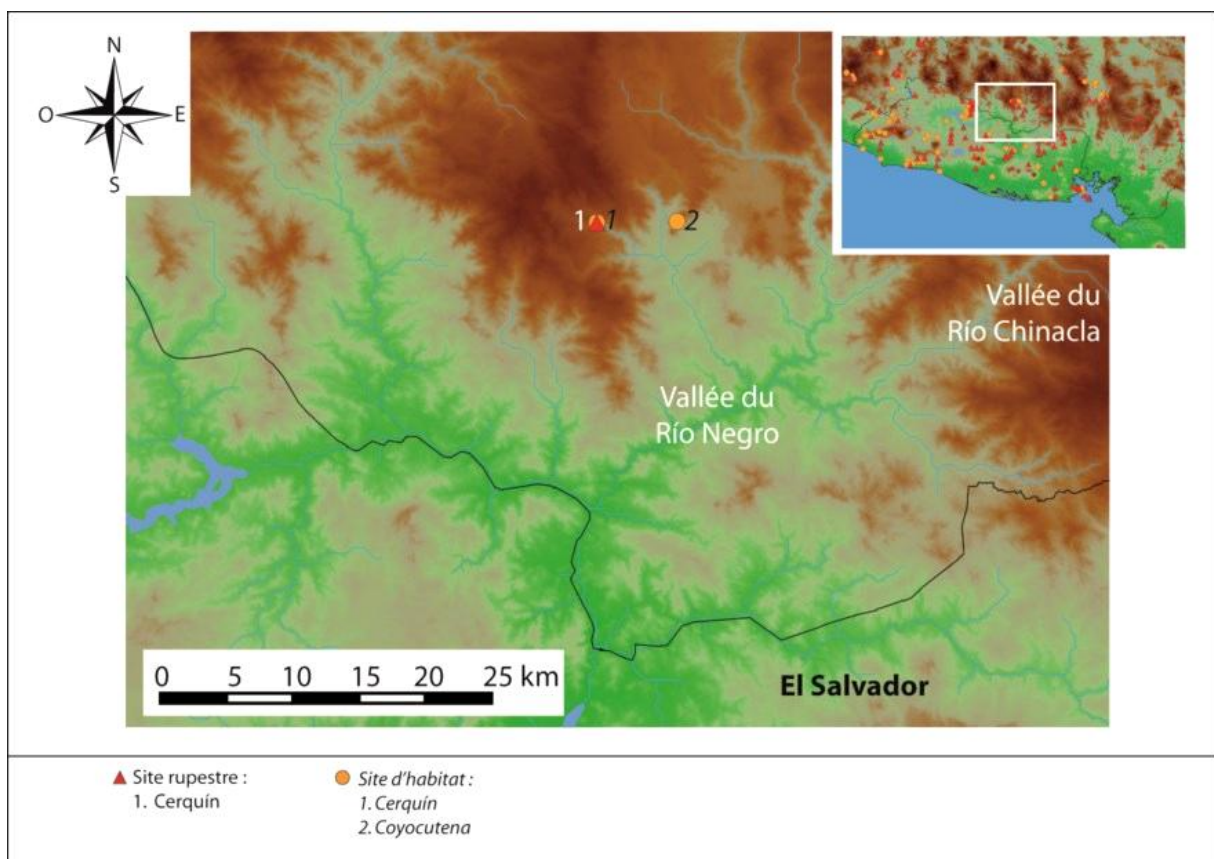 N
O
E
S
1
1
2
Vallée du
Río Chinacla
Vallée du
Río Negro
0 5 10 15 20 25 km
El Salvador
Site rupestre :
1. Cerquín
Site d'habitat :
1. Cerquín
2. Coyocutena